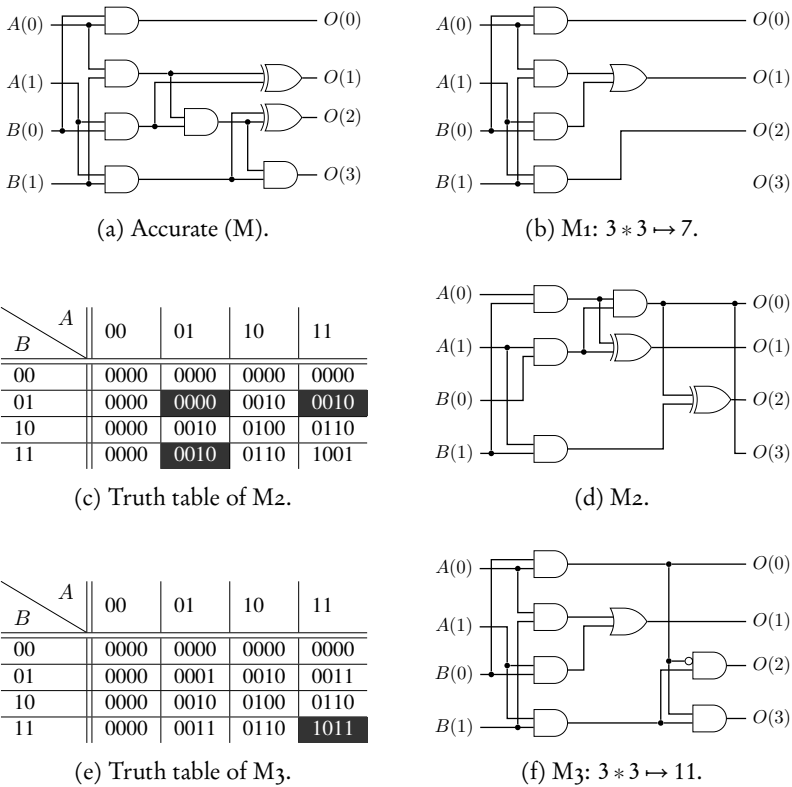 A(0)
A(1)
B(0)
B(1)
O(0)
O(1)
O(2)
O(3)
(a) Accurate (M).
A(0)
A(1)
B(0)
B(1)
O(0)
O(1)
O(2)
O(3)
(b) M1: 3 ∗ 3 ↦ 7.
A
B 00 01 10 11
00 0000 0000 0000 0000
01 0000 0000 0010 0010
10 0000 0010 0100 0110
11 0000 0010 0110 1001
(c) Truth table of M2.
A(0)
A(1)
B(0)
B(1)
O(0)
O(1)
O(2)
O(3)
(d) M2.
A
B 00 01 10 11
00 0000 0000 0000 0000
01 0000 0001 0010 0011
10 0000 0010 0100 0110
11 0000 0011 0110 1011
(e) Truth table of M3.
A(0)
A(1)
B(0)
B(1)
O(0)
O(1)
O(2)
O(3)
(f) M3: 3 ∗ 3 ↦ 11.